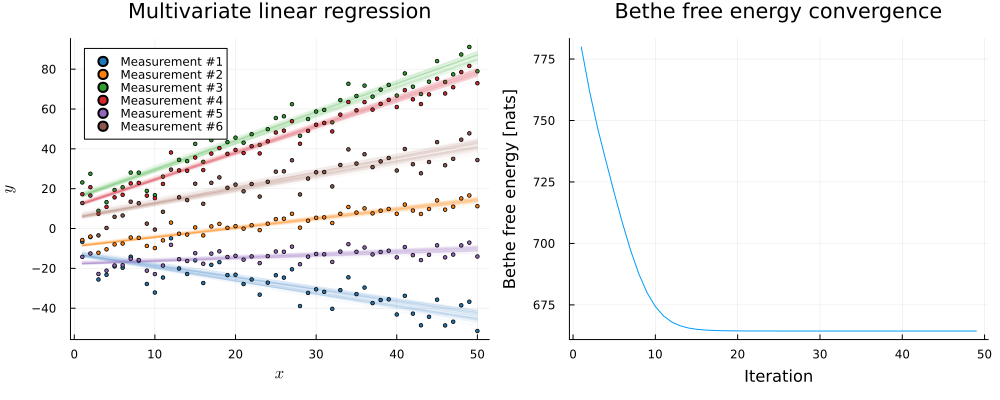 Multivariate linear regression
Measurement #1
Measurement #2
Measurement #3
Measurement #4
Measurement #5
Measurement #6
80
60
40
20
0
−20
−40
y
0 10 20 30 40 50
x
Bethe free energy convergence
775
750
725
700
675
Bethe free energy [nats]
0 10 20 30 40 50
Iteration